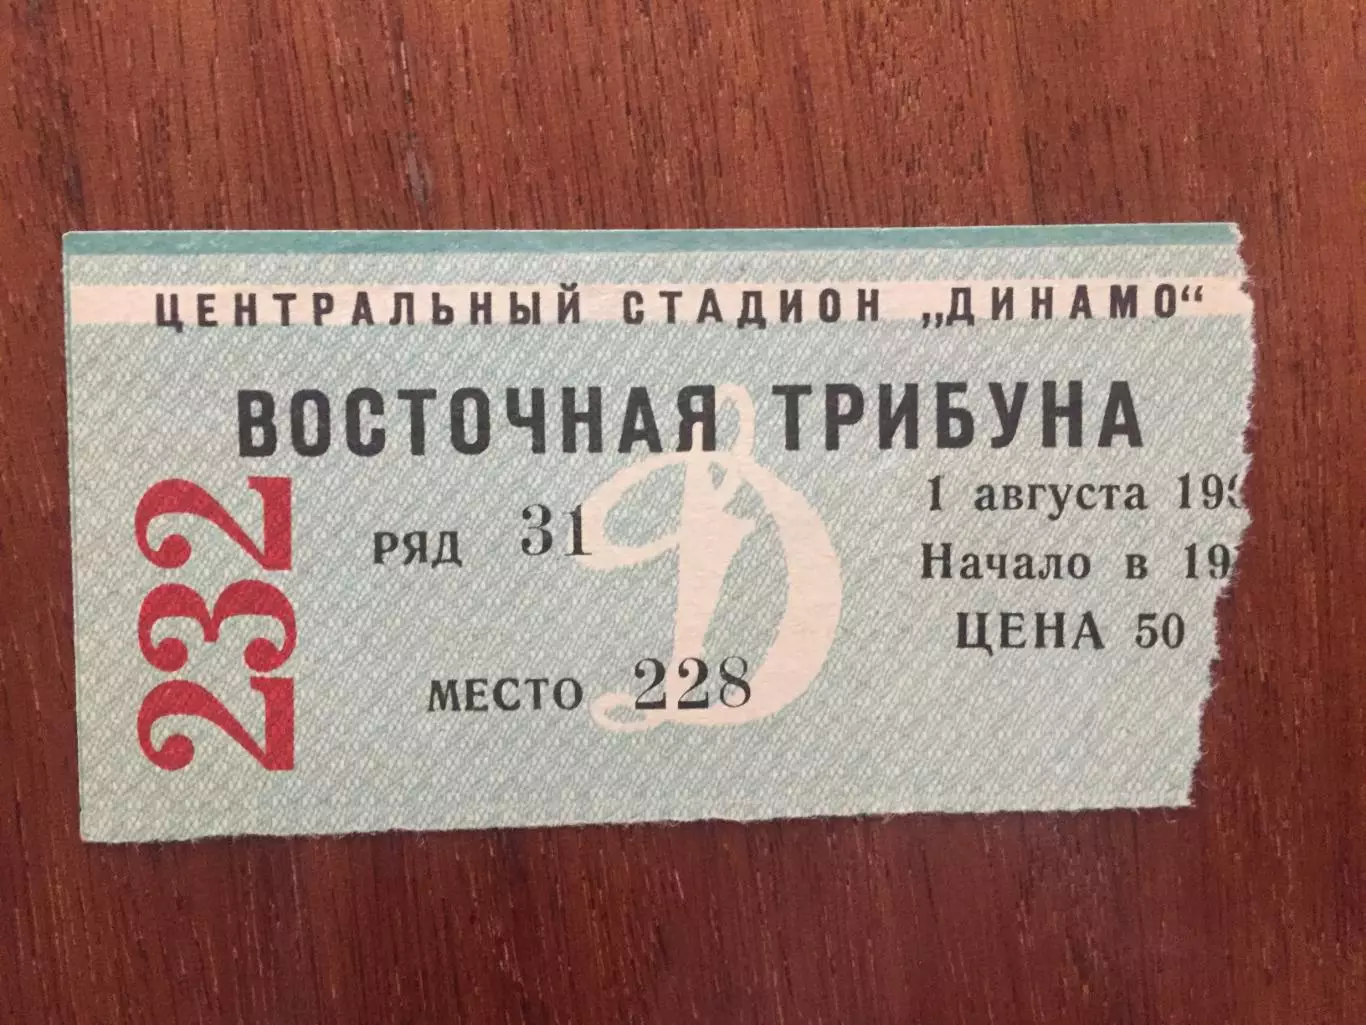 ЦЕНТРАЛЬНЫЙ СТАДИОН „ДИНАМО“
ВОСТОЧНАЯ ТРИБУНА
232
РЯД 31
МЕСТО 228
Д
1 августа
Начало в
ЦЕНА 50